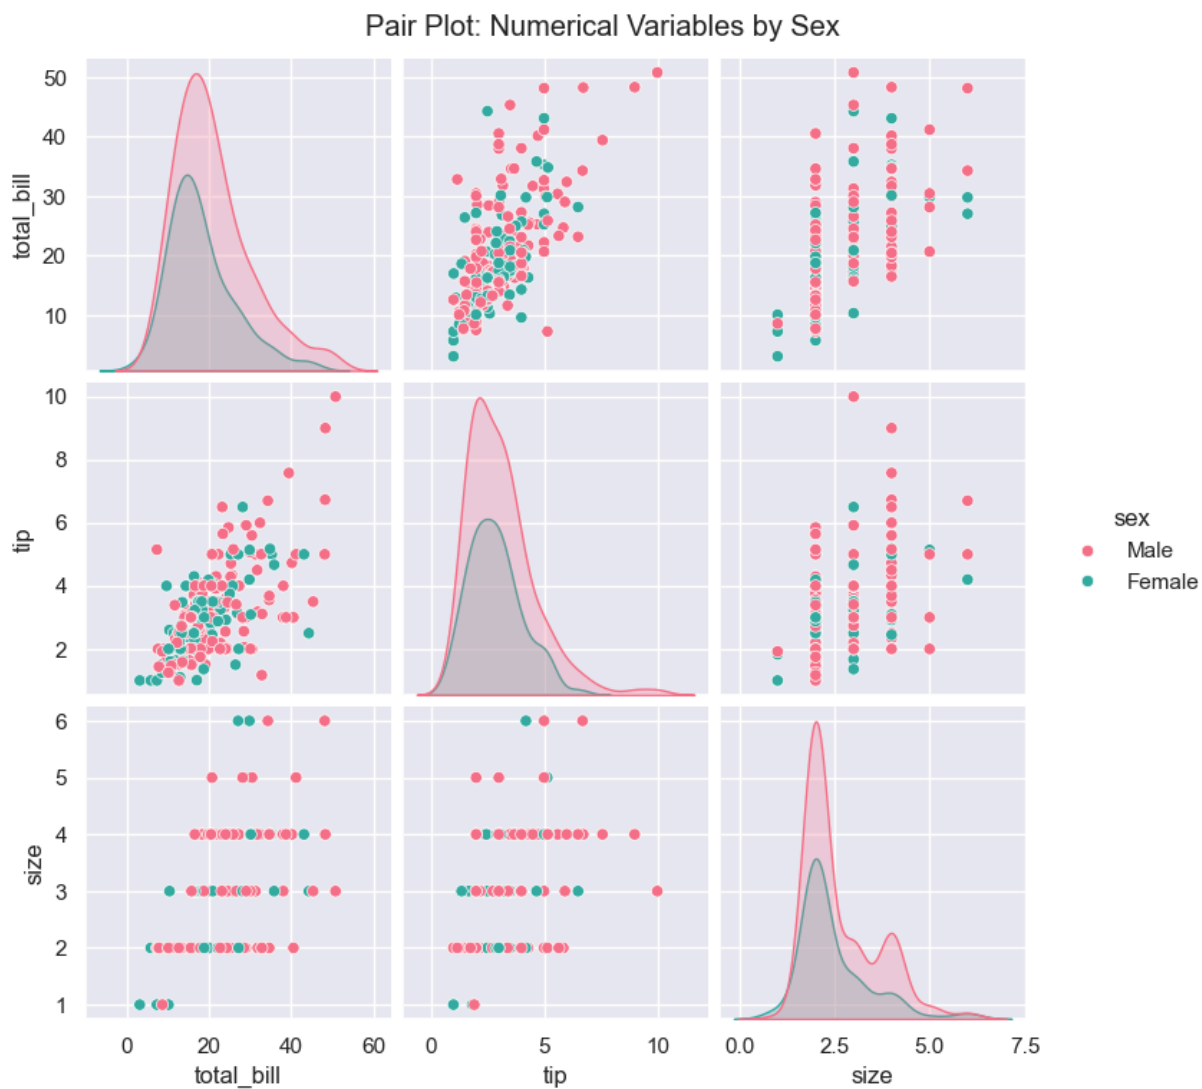 Pair Plot: Numerical Variables by Sex
50
40
30
20
10
total_bill
10
8
6
4
2
tip
sex
Male
Female
6
5
4
3
2
1
size
0 20 40 60
0 5 10
0.0 2.5 5.0 7.5
total_bill
tip
size